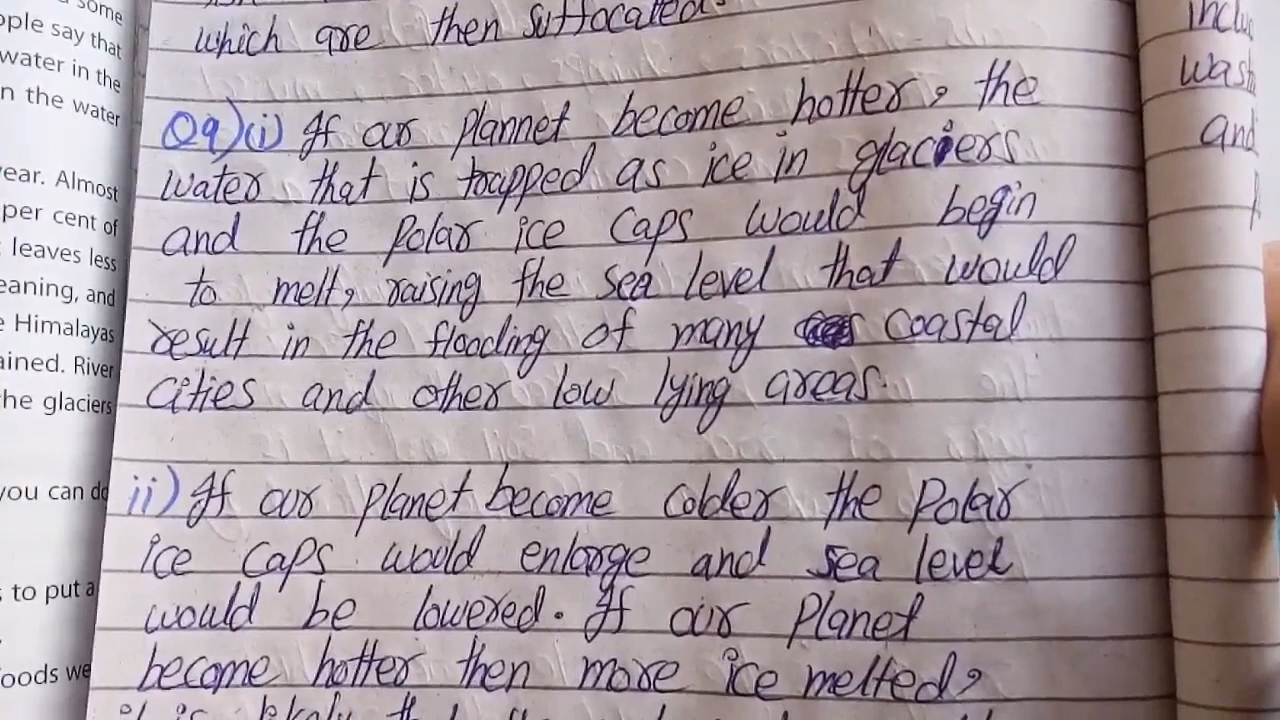 some
ople say that
water in the
n the water
ear. Almost
per cent of
leaves less
eaning, and
e Himalayas
ained. River
he glaciers
you can do
to put a
oods we
which are then suffocated.
Q9)(i) If our plannet become hotter, the
water that is trapped as ice in glaciers
and the Polar ice caps would begin
to melt, raising the sea level that would
result in the flooding of many coastal
cities and other low lying areas.
ii) If our planet become colder the Polar
ice caps would enlarge and sea level
would be lowered. If our Planet
become hotter then more ice melted,
it is
inclu
wash
and